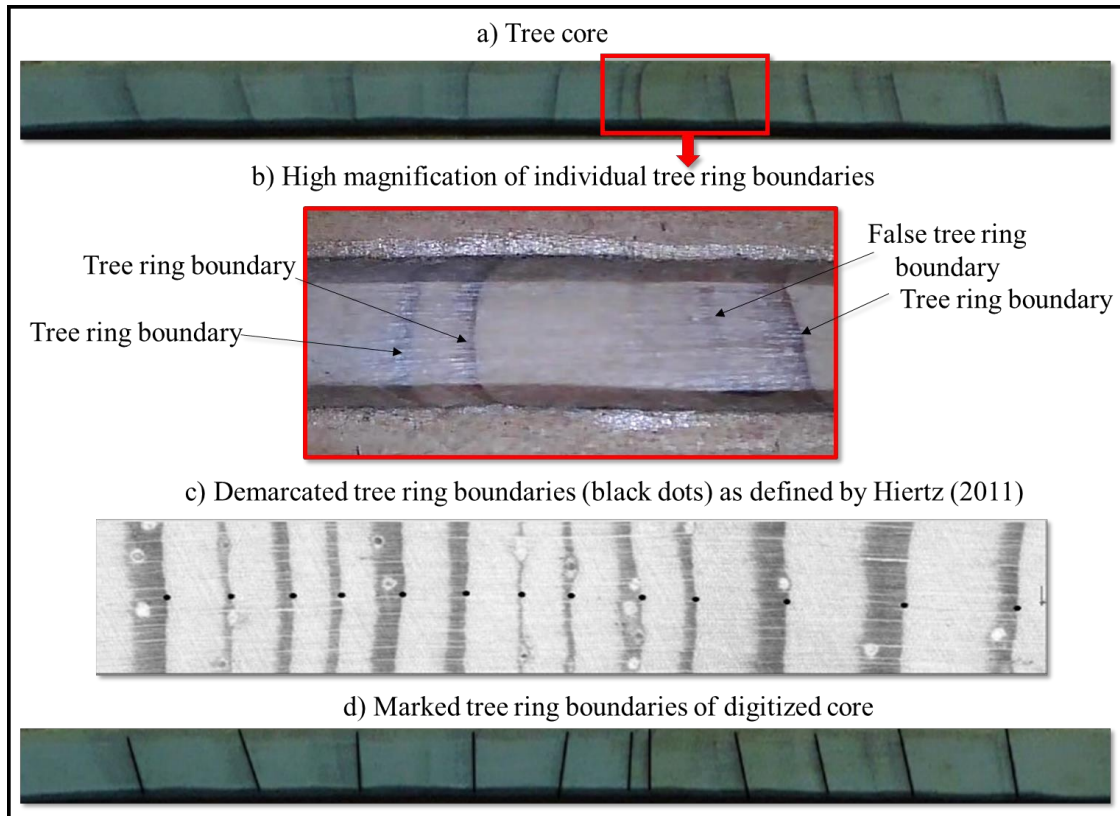 a) Tree core
b) High magnification of individual tree ring boundaries
False tree ring
boundary
Tree ring boundary
Tree ring boundary
Tree ring boundary
c) Demarcated tree ring boundaries (black dots) as defined by Hiertz (2011)
d) Marked tree ring boundaries of digitized core